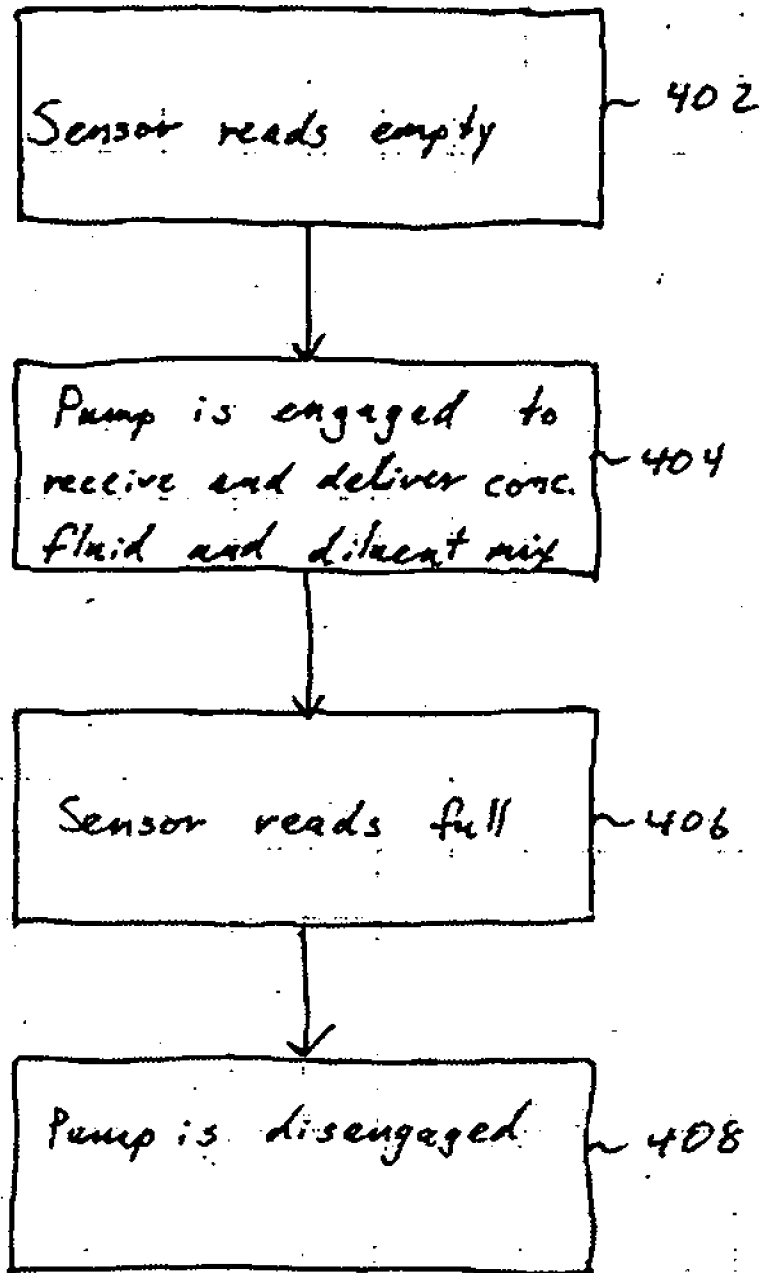 Sensor reads empty
402
Pump is engaged to
receive and deliver conc.
fluid and diluent mix
404
Sensor reads full
406
Pump is disengaged
408